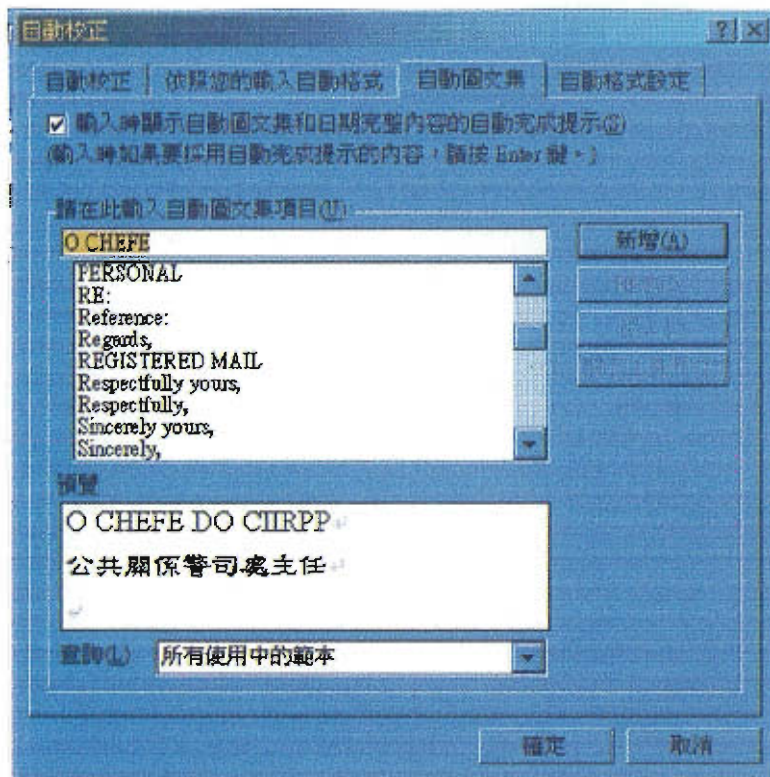 自動校正
自動校正 依照您的輸入自動格式 自動圖文集 自動格式設定
輸入時顯示自動圖文集和日期完整內容的自動完成提示(S)
(輸入時如果要採用自動完成提示的內容，請按 Enter 鍵。)
請在此輸入自動圖文集項目(U)
O CHEFE
新增(A)
PERSONAL
RE:
Reference:
Regards,
REGISTERED MAIL
Respectfully yours,
Respectfully,
Sincerely yours,
Sincerely,
預覽
O CHEFE DO CIIRPP
公共關係警司處主任
查詢(L) 所有使用中的範本
確定 取消